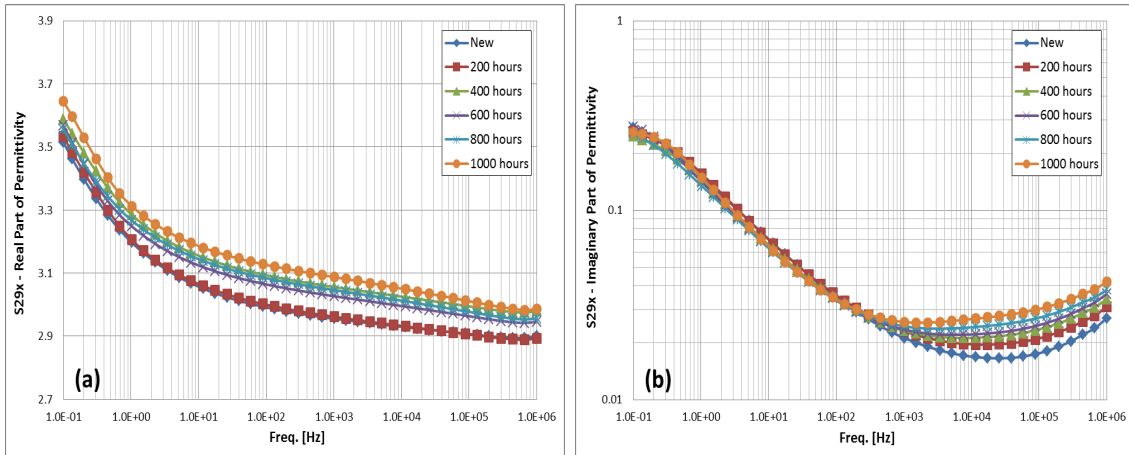 3.9
3.7
3.5
3.3
3.1
2.9
2.7
S29x - Real Part of Permittivity
New
200 hours
400 hours
600 hours
800 hours
1000 hours
(a)
1.0E-01 1.0E+00 1.0E+01 1.0E+02 1.0E+03 1.0E+04 1.0E+05 1.0E+06
Freq. [Hz]
1
0.1
0.01
S29x - Imaginary Part of Permittivity
New
200 hours
400 hours
600 hours
800 hours
1000 hours
(b)
1.0E-01 1.0E+00 1.0E+01 1.0E+02 1.0E+03 1.0E+04 1.0E+05 1.0E+06
Freq. [Hz]